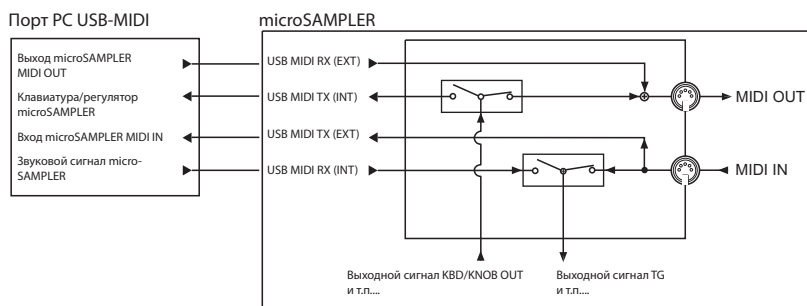 Порт PC USB-MIDI
microSAMPLER
Выход microSAMPLER
MIDI OUT
Клавиатура/регулятор
microSAMPLER
Вход microSAMPLER MIDI IN
Звуковой сигнал micro-
SAMPLER
USB MIDI RX (EXT)
USB MIDI TX (INT)
USB MIDI TX (EXT)
USB MIDI RX (INT)
MIDI OUT
MIDI IN
Выходной сигнал KBD/KNOB OUT
и т.п....
Выходной сигнал TG
и т.п....